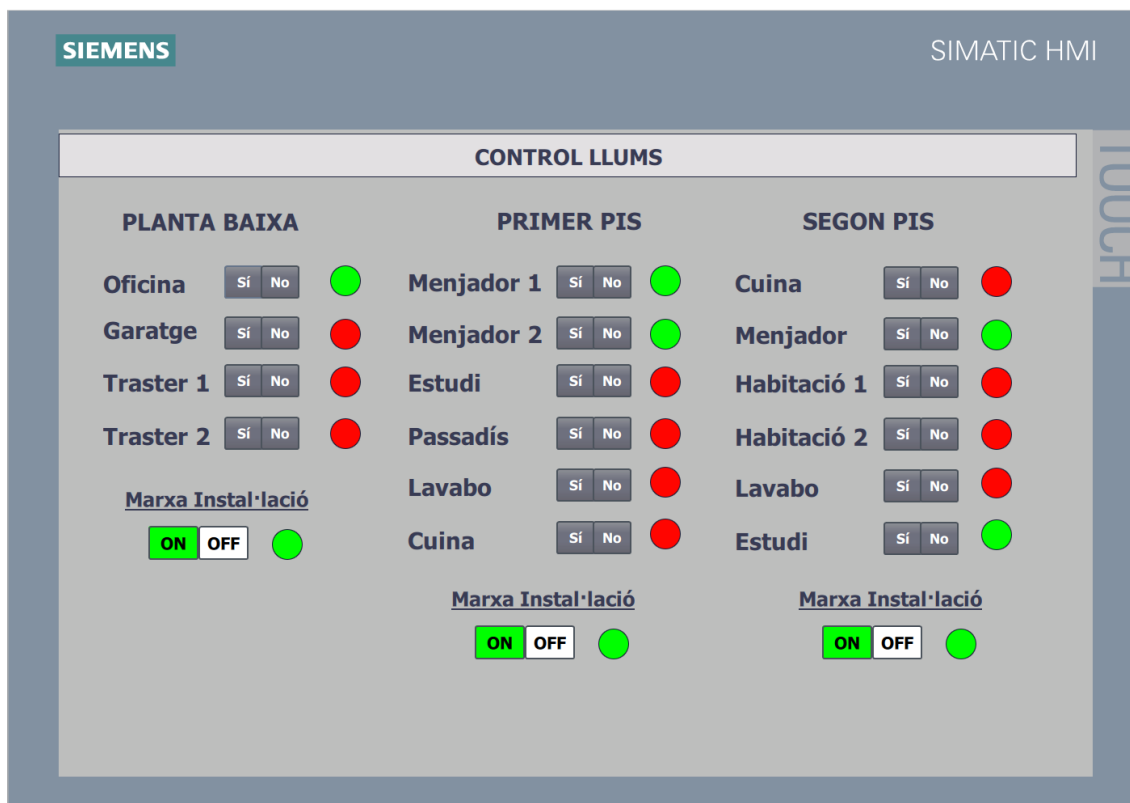 SIEMENS
SIMATIC HMI
TOUCH
CONTROL LLUMS
PLANTA BAIXA
Oficina Sí No
Garatge Sí No
Traster 1 Sí No
Traster 2 Sí No
Marxa Instal·lació
ON OFF
PRIMER PIS
Menjador 1 Sí No
Menjador 2 Sí No
Estudi Sí No
Passadís Sí No
Lavabo Sí No
Cuina Sí No
Marxa Instal·lació
ON OFF
SEGON PIS
Cuina Sí No
Menjador Sí No
Habitació 1 Sí No
Habitació 2 Sí No
Lavabo Sí No
Estudi Sí No
Marxa Instal·lació
ON OFF